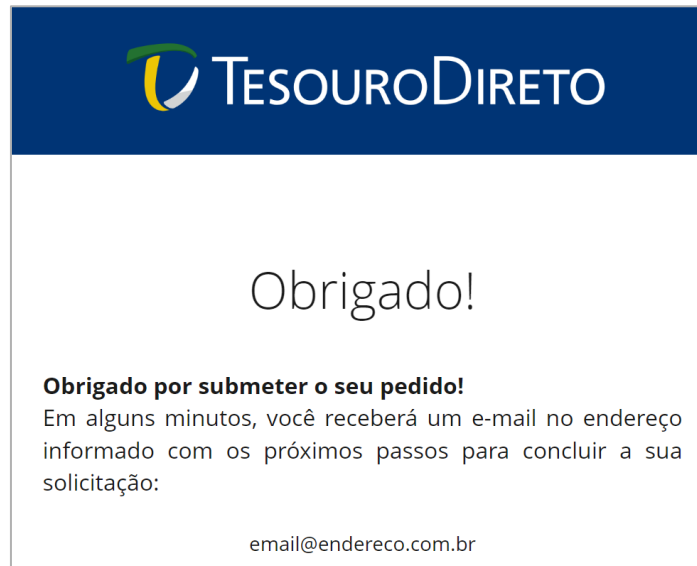 TESOURODIRETO
Obrigado!
Obrigado por submeter o seu pedido!
Em alguns minutos, você receberá um e-mail no endereço
informado com os próximos passos para concluir a sua
solicitação:
email@endereco.com.br